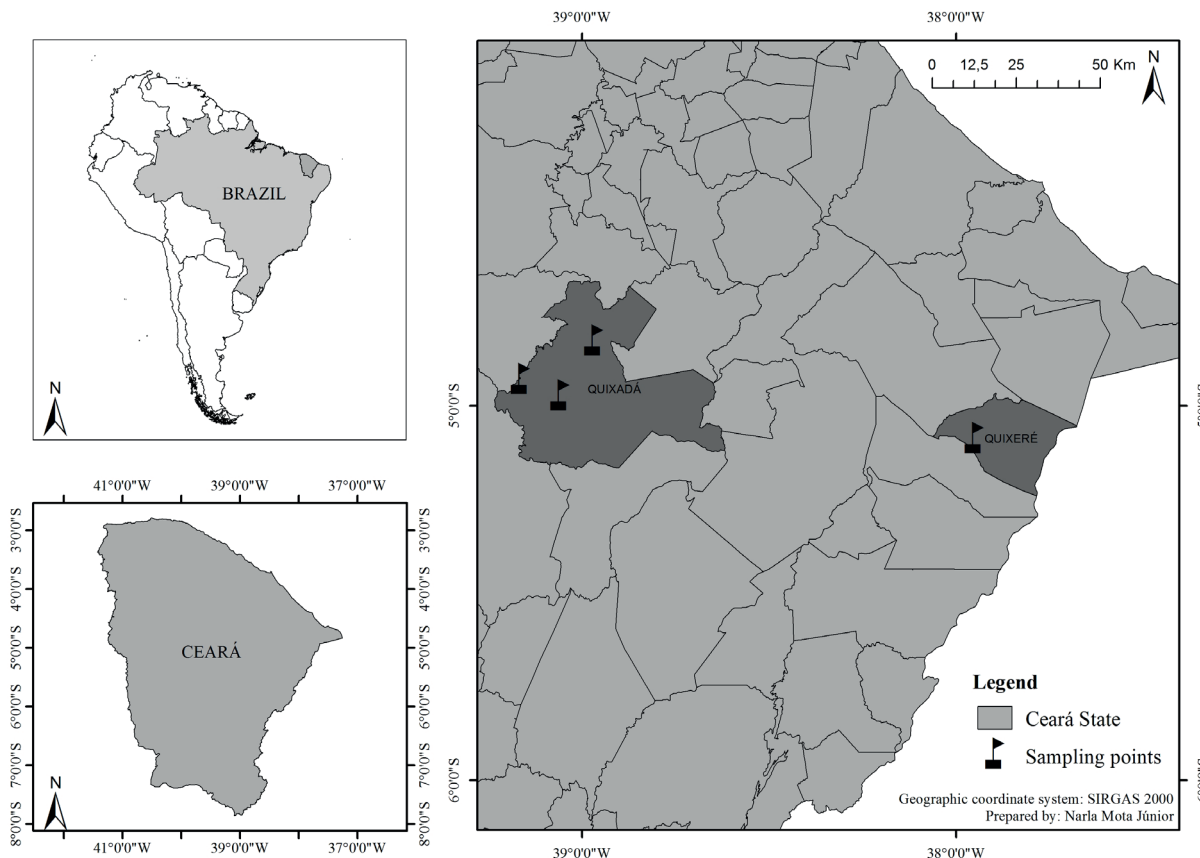 N
BRAZIL
41°0'0"W 39°0'0"W 37°0'0"W
3°0'0"S 3°0'0"S
4°0'0"S 4°0'0"S
5°0'0"S 5°0'0"S
6°0'0"S 6°0'0"S
7°0'0"S 7°0'0"S
8°0'0"S 8°0'0"S
CEARÁ
N
41°0'0"W 39°0'0"W 37°0'0"W
39°0'0"W 38°0'0"W
0 12,5 25 50 Km
N
QUIXADÁ
5°0'0"S
QUIXERÉ
6°0'0"S
Legend
Ceará State
Sampling points
Geographic coordinate system: SIRGAS 2000
Prepared by: Narla Mota Júnior
39°0'0"W 38°0'0"W